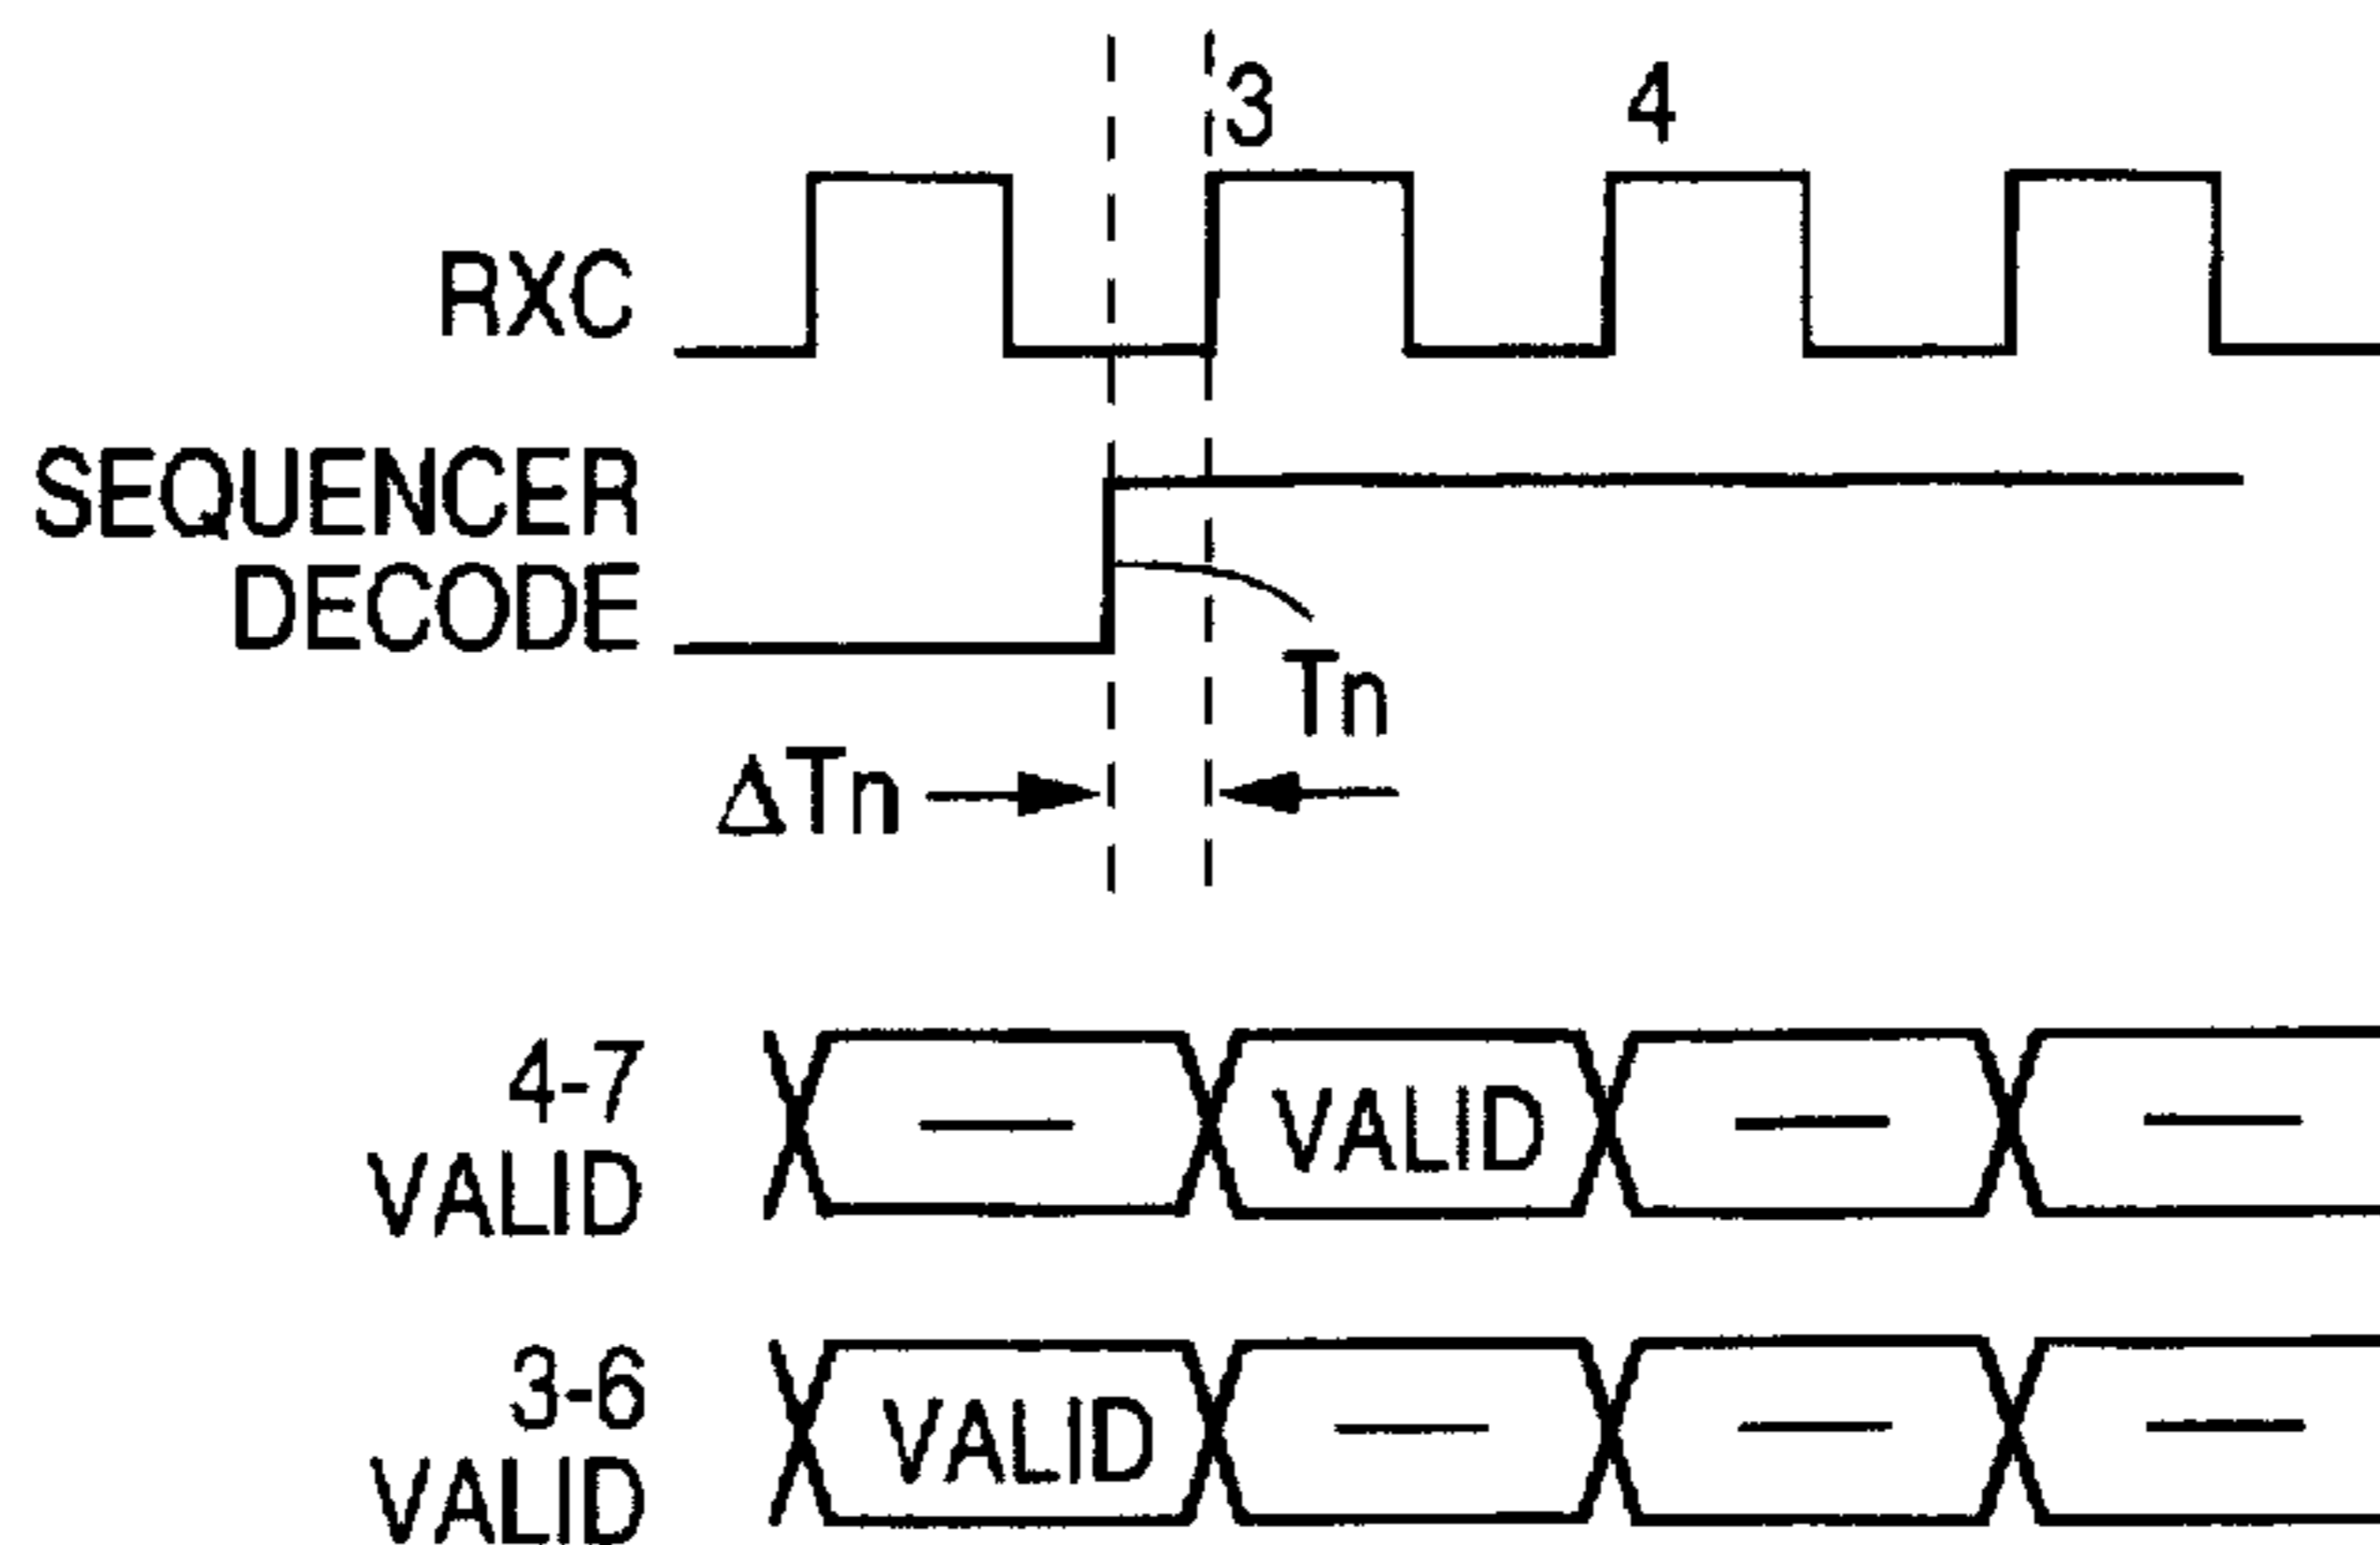 3 4
RXC
SEQUENCER
DECODE
Tn
ΔTn
4-7
VALID
VALID
3-6
VALID
VALID